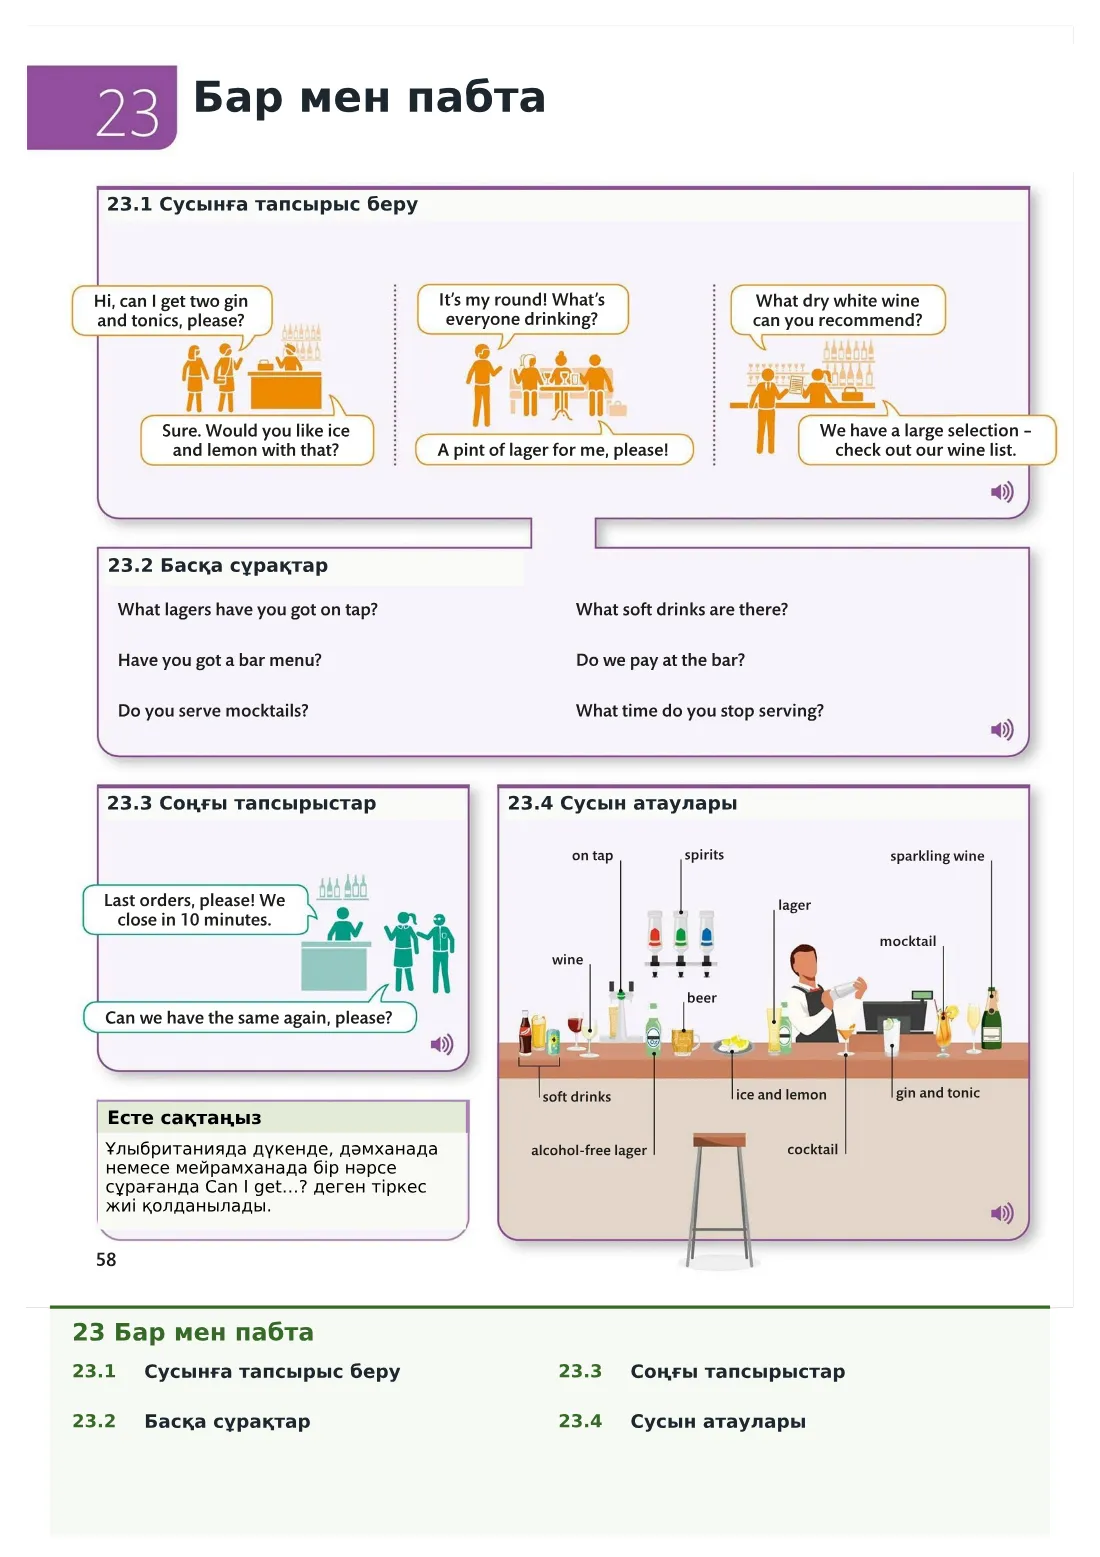 23
Бар мен пабта
23.1 Сусынға тапсырыс беру
Hi, can I get two gin
and tonics, please?
Sure. Would you like ice
and lemon with that?
It's my round! What's
everyone drinking?
A pint of lager for me, please!
What dry white wine
can you recommend?
We have a large selection –
check out our wine list.
23.2 Басқа сұрақтар
What lagers have you got on tap?
Have you got a bar menu?
Do you serve mocktails?
What soft drinks are there?
Do we pay at the bar?
What time do you stop serving?
23.3 Соңғы тапсырыстар
Last orders, please! We
close in 10 minutes.
Can we have the same again, please?
23.4 Сусын атаулары
on tap
spirits
sparkling wine
lager
mocktail
wine
beer
soft drinks
ice and lemon
gin and tonic
alcohol-free lager
cocktail
Есте сақтаңыз
Ұлыбританияда дүкенде, дәмханада
немесе мейрамханада бір нәрсе
сұрағанда Can I get...? деген тіркес
жиі қолданылады.
58
23 Бар мен пабта
23.1 Сусынға тапсырыс беру
23.2 Басқа сұрақтар
23.3 Соңғы тапсырыстар
23.4 Сусын атаулары